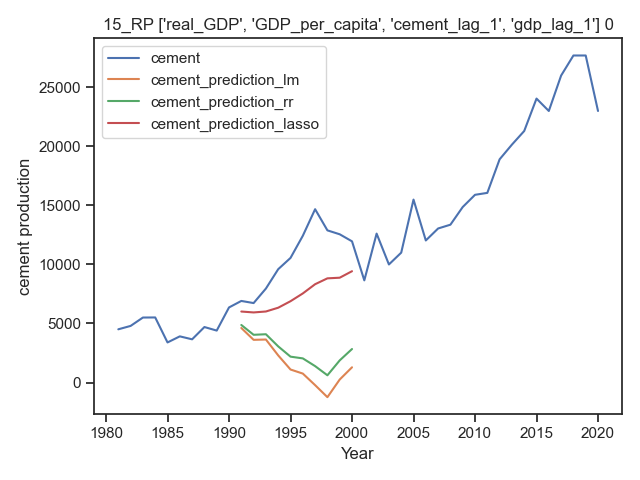 15_RP ['real_GDP', 'GDP_per_capita', 'cement_lag_1', 'gdp_lag_1'] 0
cement
cement_prediction_lm
cement_prediction_rr
cement_prediction_lasso
cement production
25000
20000
15000
10000
5000
0
1980 1985 1990 1995 2000 2005 2010 2015 2020
Year